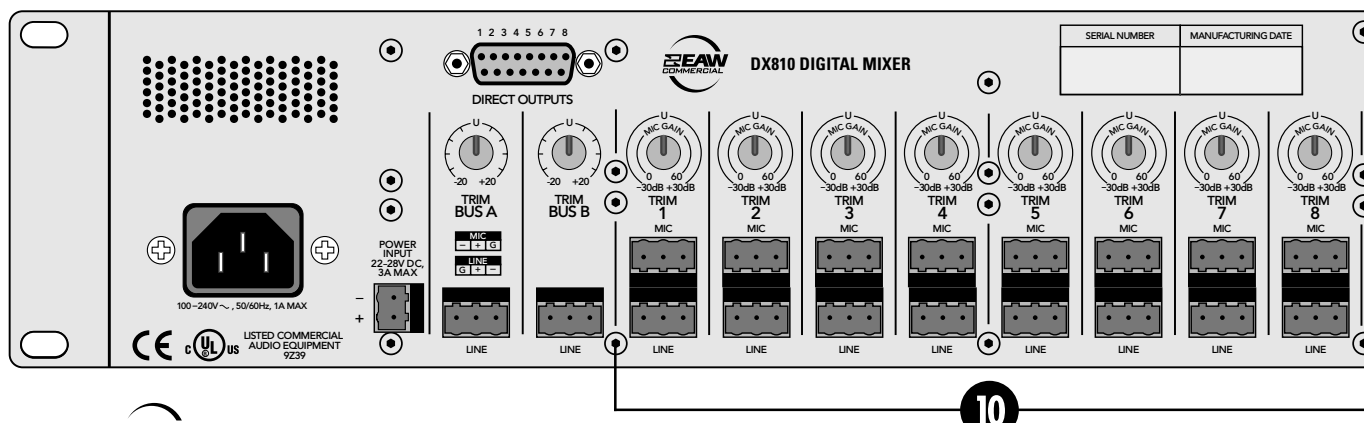 1 2 3 4 5 6 7 8
DIRECT OUTPUTS
EAW
COMMERCIAL
DX810 DIGITAL MIXER
SERIAL NUMBER
MANUFACTURING DATE
U
-20 +20
TRIM
BUS A
U
-20 +20
TRIM
BUS B
U
MIC GAIN
0 60
−30dB +30dB
TRIM
1
MIC
U
MIC GAIN
0 60
−30dB +30dB
TRIM
2
MIC
U
MIC GAIN
0 60
−30dB +30dB
TRIM
3
MIC
U
MIC GAIN
0 60
−30dB +30dB
TRIM
4
MIC
U
MIC GAIN
0 60
−30dB +30dB
TRIM
5
MIC
U
MIC GAIN
0 60
−30dB +30dB
TRIM
6
MIC
U
MIC GAIN
0 60
−30dB +30dB
TRIM
7
MIC
U
MIC GAIN
0 60
−30dB +30dB
TRIM
8
MIC
MIC
− + G
LINE
G + −
POWER
INPUT
22-28V DC,
3A MAX
−
+
100–240V～, 50/60Hz, 1A MAX
CE
C UL US
LISTED COMMERCIAL
AUDIO EQUIPMENT
9Z39
LINE
LINE
LINE
LINE
LINE
LINE
LINE
LINE
LINE
LINE
10